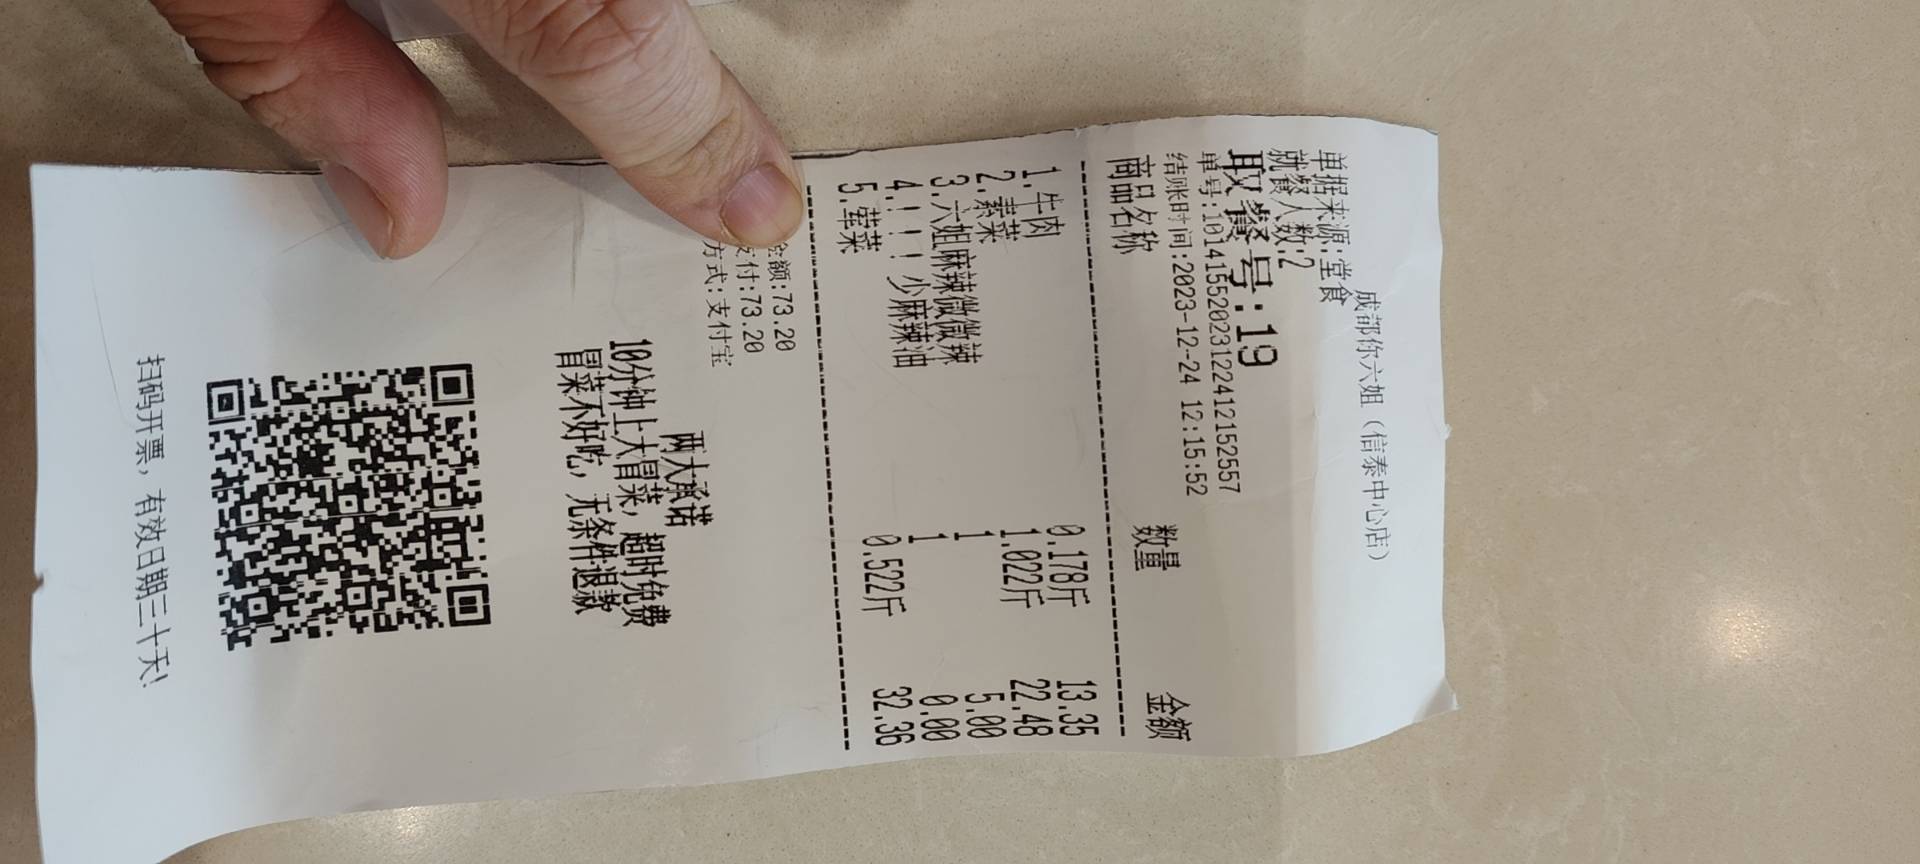 成都你六姐（信泰中心店）
单据来源:堂食
就餐人数:2
取餐号:19
单号:10141552023122412152557
结账时间:2023-12-24 12:15:52
商品名称 数量 金额
1.牛肉 0.178斤 13.35
2.素菜 1.022斤 22.48
3.六姐麻辣微微辣 1 5.00
4.!!!少麻辣油 1 0.00
5.荤菜 0.522斤 32.36
金额:73.20
支付:73.20
方式:支付宝
两大承诺
10分钟上大冒菜，超时免费
冒菜不好吃，无条件退款
扫码开票，有效日期三十天!